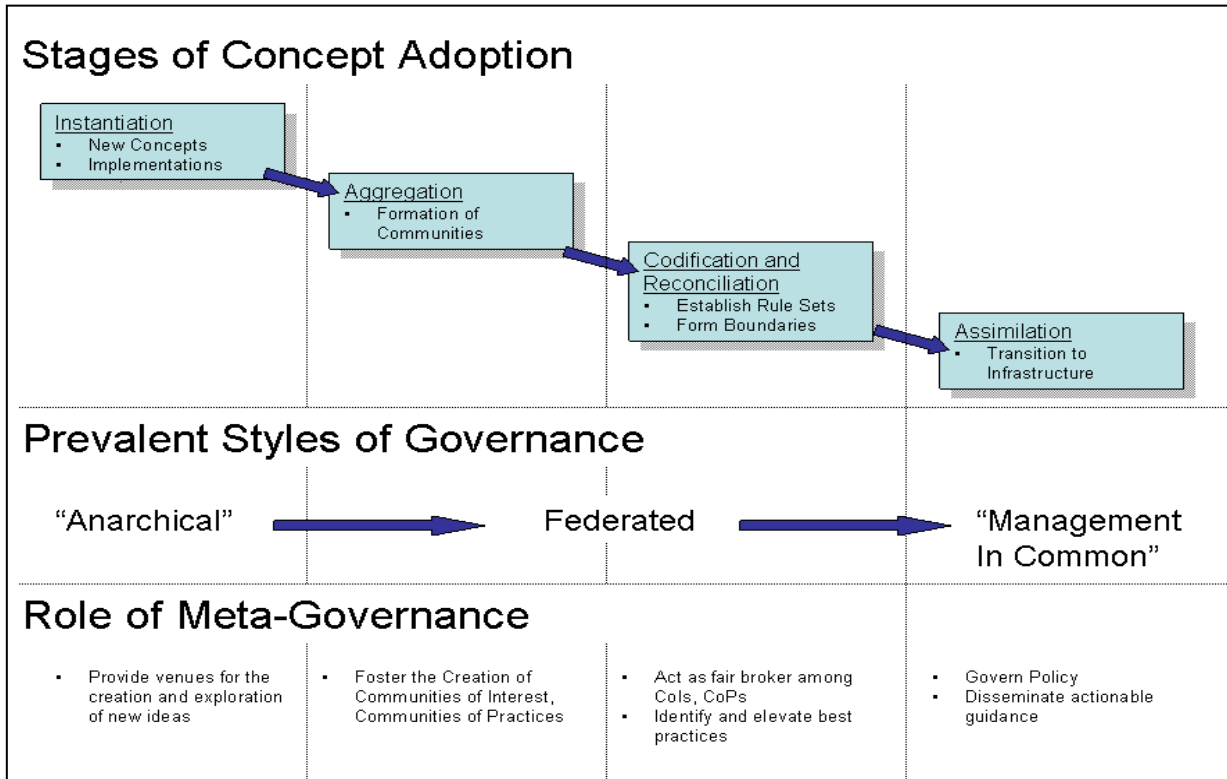 Stages of Concept Adoption
Instantiation
▪ New Concepts
▪ Implementations
Aggregation
▪ Formation of
Communities
Codification and
Reconciliation
▪ Establish Rule Sets
▪ Form Boundaries
Assimilation
▪ Transition to
Infrastructure
Prevalent Styles of Governance
“Anarchical”
Federated
“Management
In Common”
Role of Meta-Governance
▪ Provide venues for the
creation and exploration
of new ideas
▪ Foster the Creation of
Communities of Interest,
Communities of Practices
▪ Act as fair broker among
CoIs, CoPs
▪ Identify and elevate best
practices
▪ Govern Policy
▪ Disseminate actionable
guidance